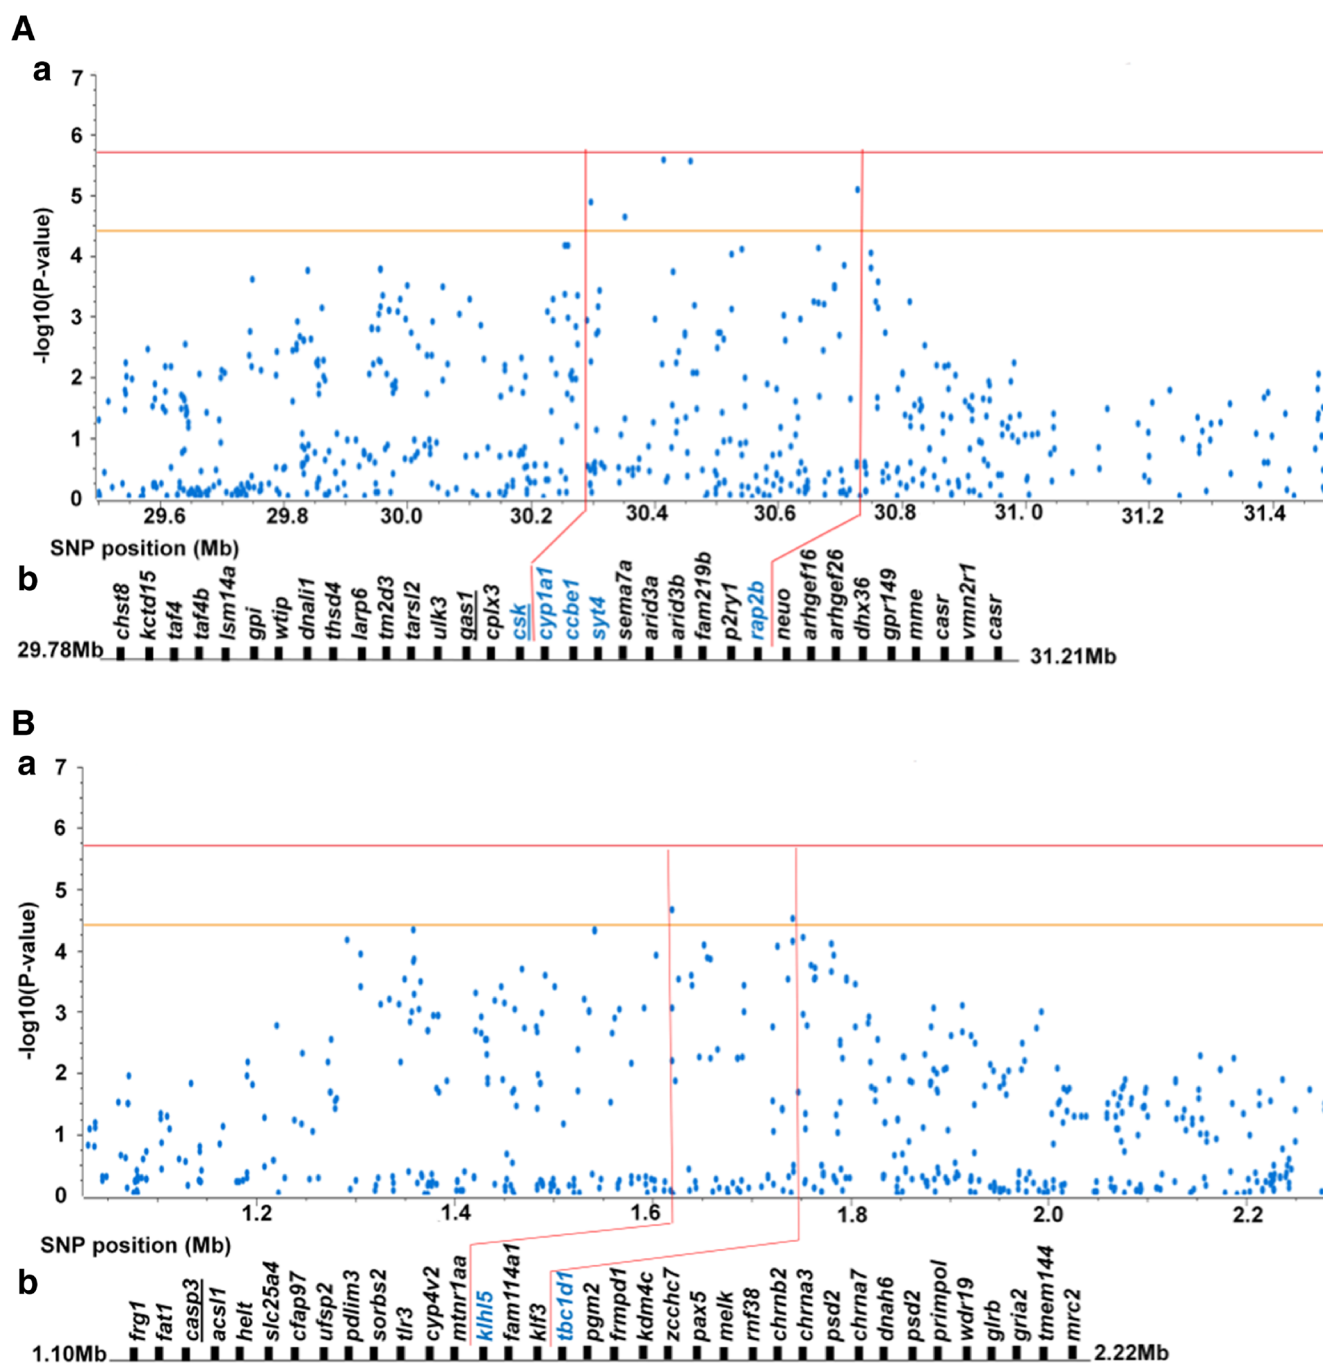 A
a
7
6
5
4
3
2
1
0
-log10(P-value)
29.6 29.8 30.0 30.2 30.4 30.6 30.8 31.0 31.2 31.4
SNP position (Mb)
b
chst8 kctd15 taf4 taf4b lsm14a gpi wtip dnali1 thsd4 larp6 tm2d3 tarsl2 ulk3 gas1 cplx3 csk cyp1a1 ccbe1 syt4 sema7a arid3a arid3b fam219b p2ry1 rap2b neuo arhgef16 arhgef26 dhx36 gpr149 mme casr vmn2r1 casr
29.78Mb 31.21Mb
B
a
7
6
5
4
3
2
1
0
-log10(P-value)
1.2 1.4 1.6 1.8 2.0 2.2
SNP position (Mb)
b
frg1 fat1 casp3 acsl1 helt slc25a4 cfap97 ufsp2 pdlim3 sorbs2 tlr3 cyp4v2 mtnr1aa klhl5 fam114a1 klf3 tbc1d1 pgm2 frmpd1 kdm4c zcchc7 pax5 melk rnf38 chrnb2 chrna3 psd2 chrna7 dnah6 psd2 primpol wdr19 glrb gria2 tmem144 mrc2
1.10Mb 2.22Mb